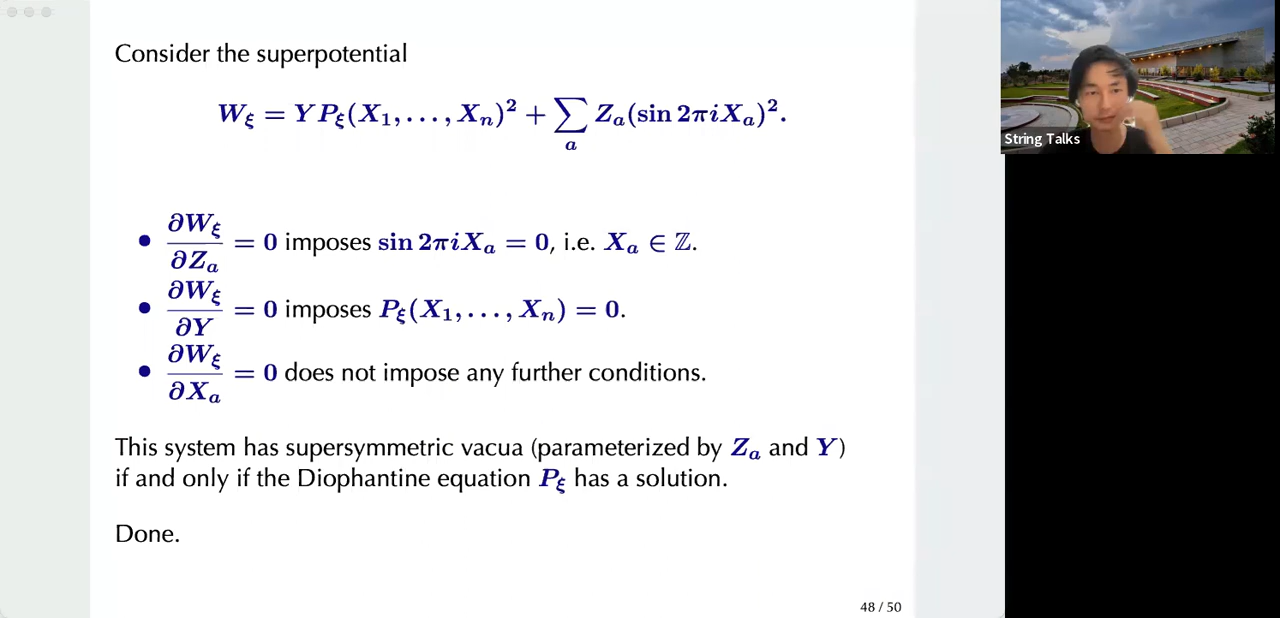 Consider the superpotential
W_ξ = Y P_ξ(X₁, . . . , X_n)² + ∑_a Z_a(sin 2πiX_a)².
• ∂W_ξ/∂Z_a = 0 imposes sin 2πiX_a = 0, i.e. X_a ∈ ℤ.
• ∂W_ξ/∂Y = 0 imposes P_ξ(X₁, . . . , X_n) = 0.
• ∂W_ξ/∂X_a = 0 does not impose any further conditions.
This system has supersymmetric vacua (parameterized by Z_a and Y)
if and only if the Diophantine equation P_ξ has a solution.
Done.
48 / 50
String Talks